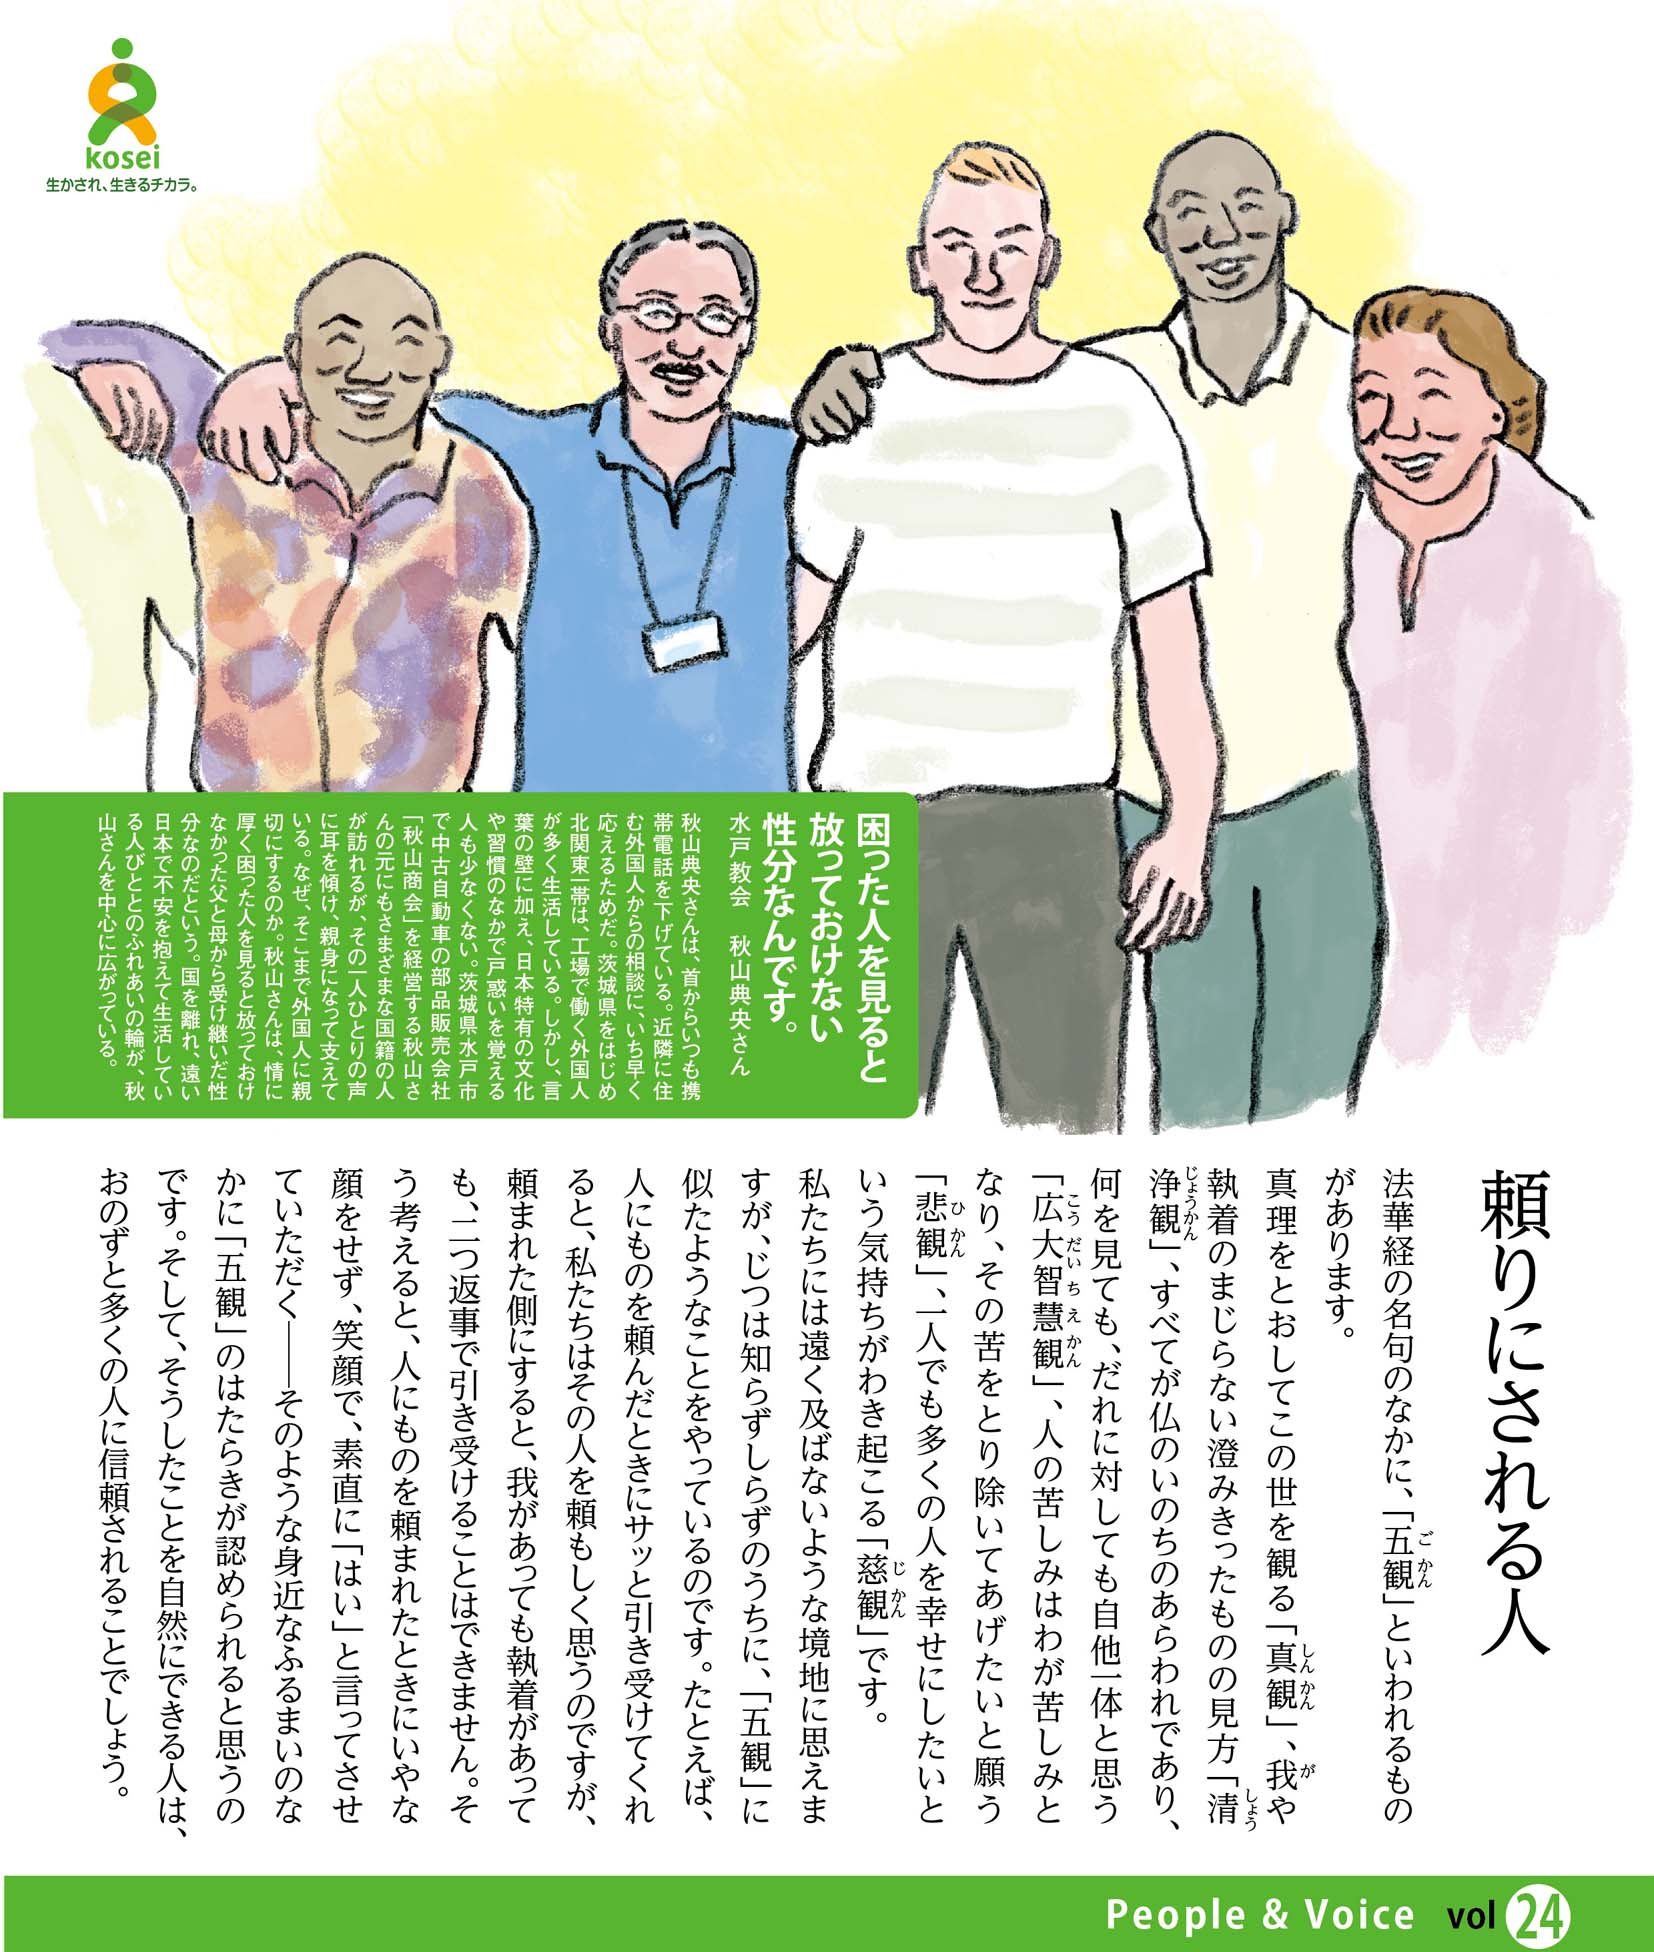 kosei
生かされ、生きるチカラ。
困った人を見ると
放っておけない
性分なんです。
水戸教会　秋山典央さん
秋山典央さんは、首からいつも携
帯電話を下げている。近隣に住
む外国人からの相談に、いち早く
応えるためだ。茨城県をはじめ
北関東一帯は、工場で働く外国人
が多く生活している。しかし、言
葉の壁に加え、日本特有の文化
や習慣のなかで戸惑いを覚える
人も少なくない。茨城県水戸市
で中古自動車の部品販売会社
「秋山商会」を経営する秋山さ
んの元にもさまざまな国籍の人
が訪れるが、その一人ひとりの声
に耳を傾け、親身になって支えて
いる。なぜ、そこまで外国人に親
切にするのか。秋山さんは、情に
厚く困った人を見ると放っておけ
なかった父と母から受け継いだ性
分なのだという。国を離れ、遠い
日本で不安を抱えて生活してい
る人びととのふれあいの輪が、秋
山さんを中心に広がっている。
頼りにされる人
法華経の名句のなかに、「五観」といわれるもの
があります。
真理をとおしてこの世を観る「真観」、我や
執着のまじらない澄みきったものの見方「清
浄観」、すべてが仏のいのちのあらわれであり、
何を見ても、だれに対しても自他一体と思う
「広大智慧観」、人の苦しみはわが苦しみと
なり、その苦をとり除いてあげたいと願う
「悲観」、一人でも多くの人を幸せにしたいと
いう気持ちがわき起こる「慈観」です。
私たちには遠く及ばないような境地に思えま
すが、じつは知らずしらずのうちに、「五観」に
似たようなことをやっているのです。たとえば、
人にものを頼んだときにサッと引き受けてくれ
ると、私たちはその人を頼もしく思うのですが、
頼まれた側にすると、我があっても執着があって
も、二つ返事で引き受けることはできません。そ
う考えると、人にものを頼まれたときにいやな
顔をせず、笑顔で、素直に「はい」と言ってさせ
ていただく――そのような身近なふるまいのな
かに「五観」のはたらきが認められると思うの
です。そして、そうしたことを自然にできる人は、
おのずと多くの人に信頼されることでしょう。
People & Voice vol 24